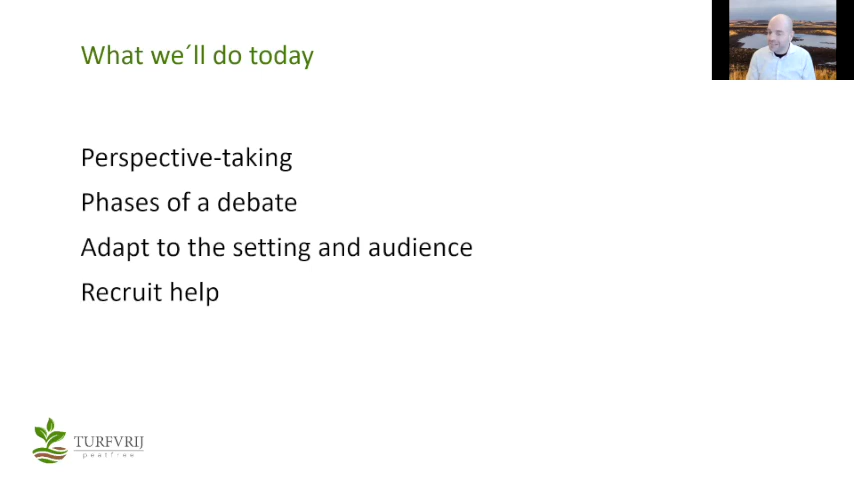 What we´ll do today
Perspective-taking
Phases of a debate
Adapt to the setting and audience
Recruit help
TURFVRIJ
peatfree